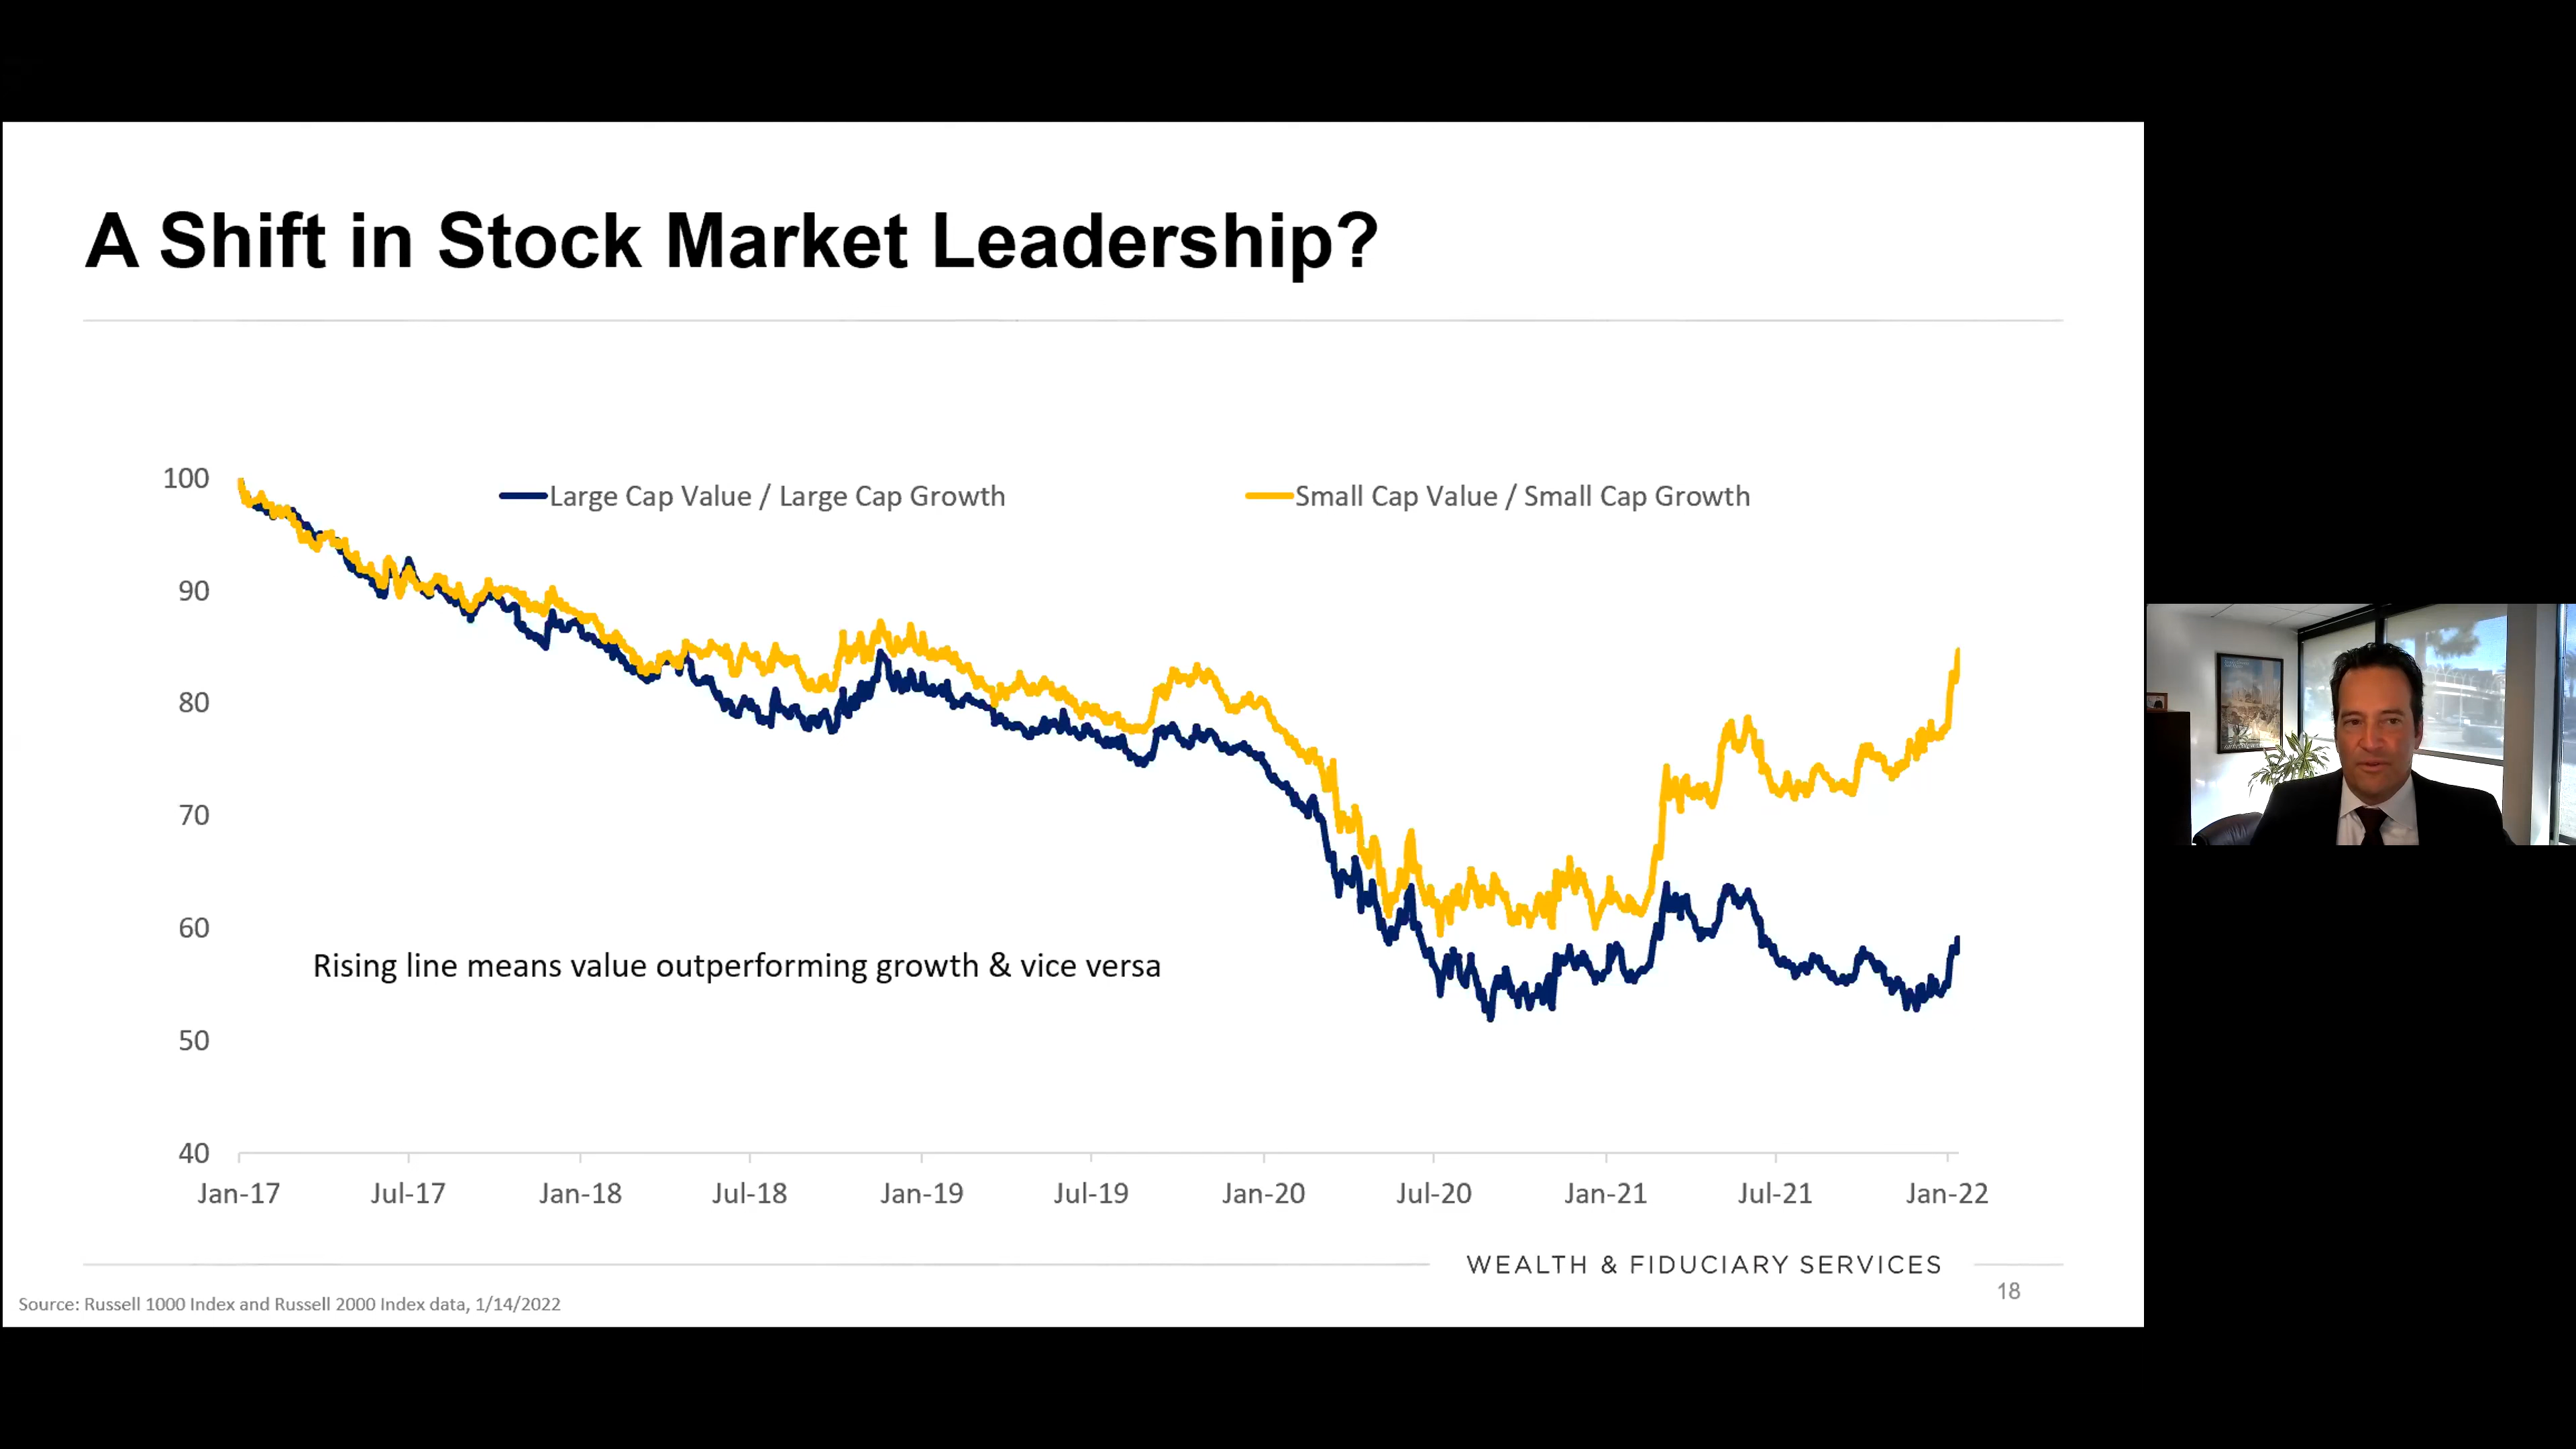 A Shift in Stock Market Leadership?
Large Cap Value / Large Cap Growth
Small Cap Value / Small Cap Growth
100
90
80
70
60
50
40
Rising line means value outperforming growth & vice versa
Jan-17 Jul-17 Jan-18 Jul-18 Jan-19 Jul-19 Jan-20 Jul-20 Jan-21 Jul-21 Jan-22
WEALTH & FIDUCIARY SERVICES
18
Source: Russell 1000 Index and Russell 2000 Index data, 1/14/2022